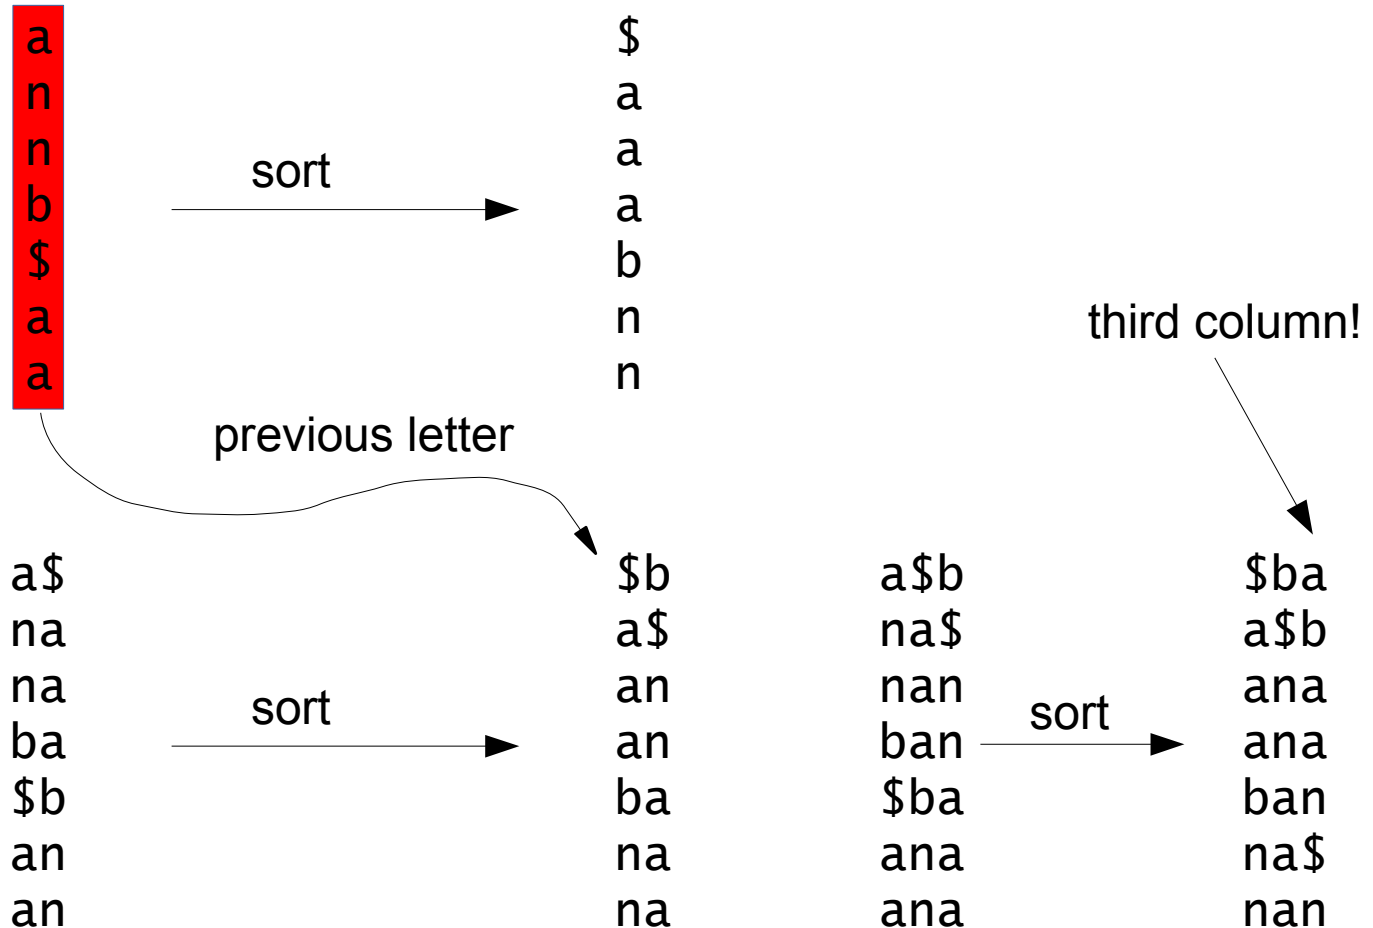 a $
n a
n a
sort
b a
$ b
a n
third column!
a n
previous letter
a$ $b a$b $ba
na a$ na$ a$b
na an nan ana
sort sort
ba an ban ana
$b ba $ba ban
an na ana na$
an na ana nan